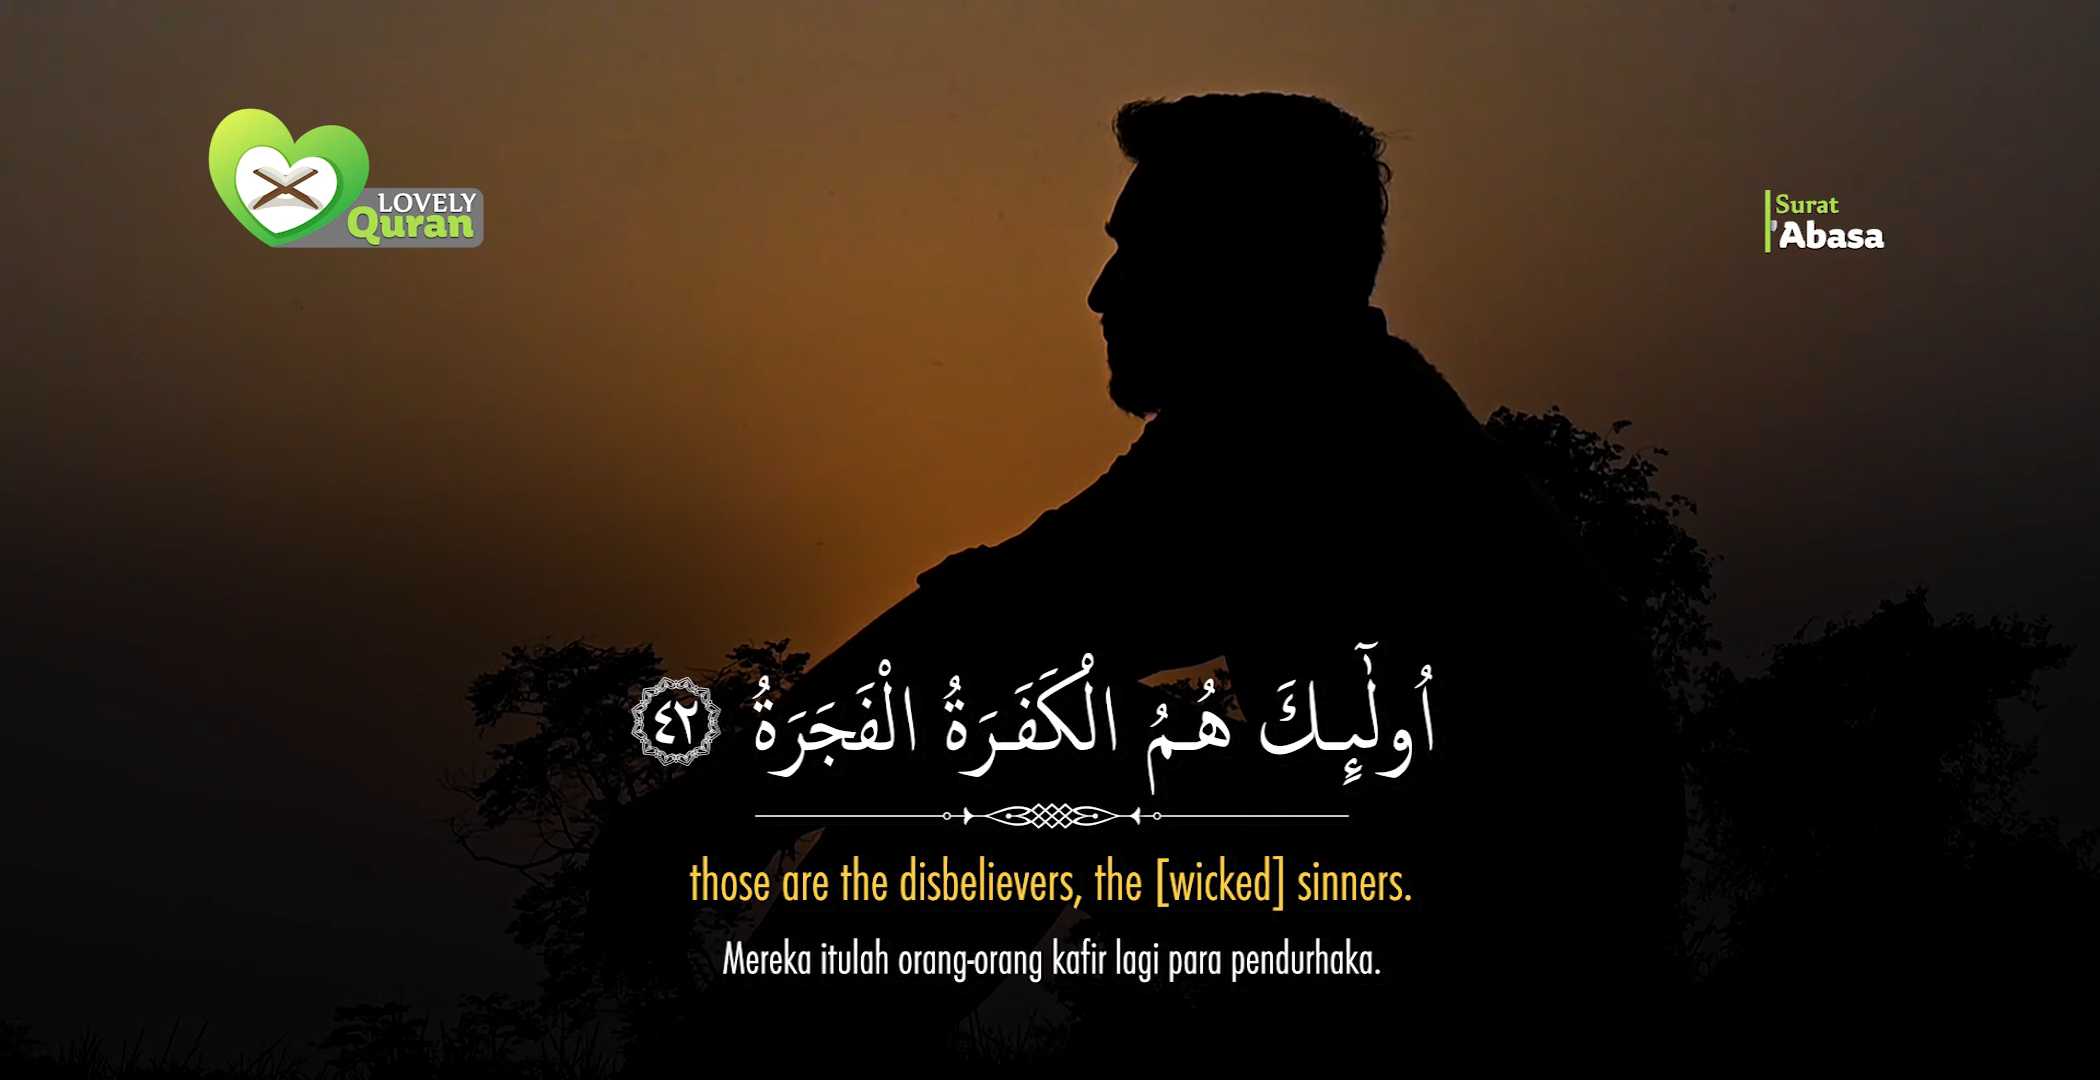 LOVELY
Quran
Surat
'Abasa
اُولٰۤىِٕكَ هُمُ الْكَفَرَةُ الْفَجَرَةُ ٤٢
those are the disbelievers, the [wicked] sinners.
Mereka itulah orang-orang kafir lagi para pendurhaka.